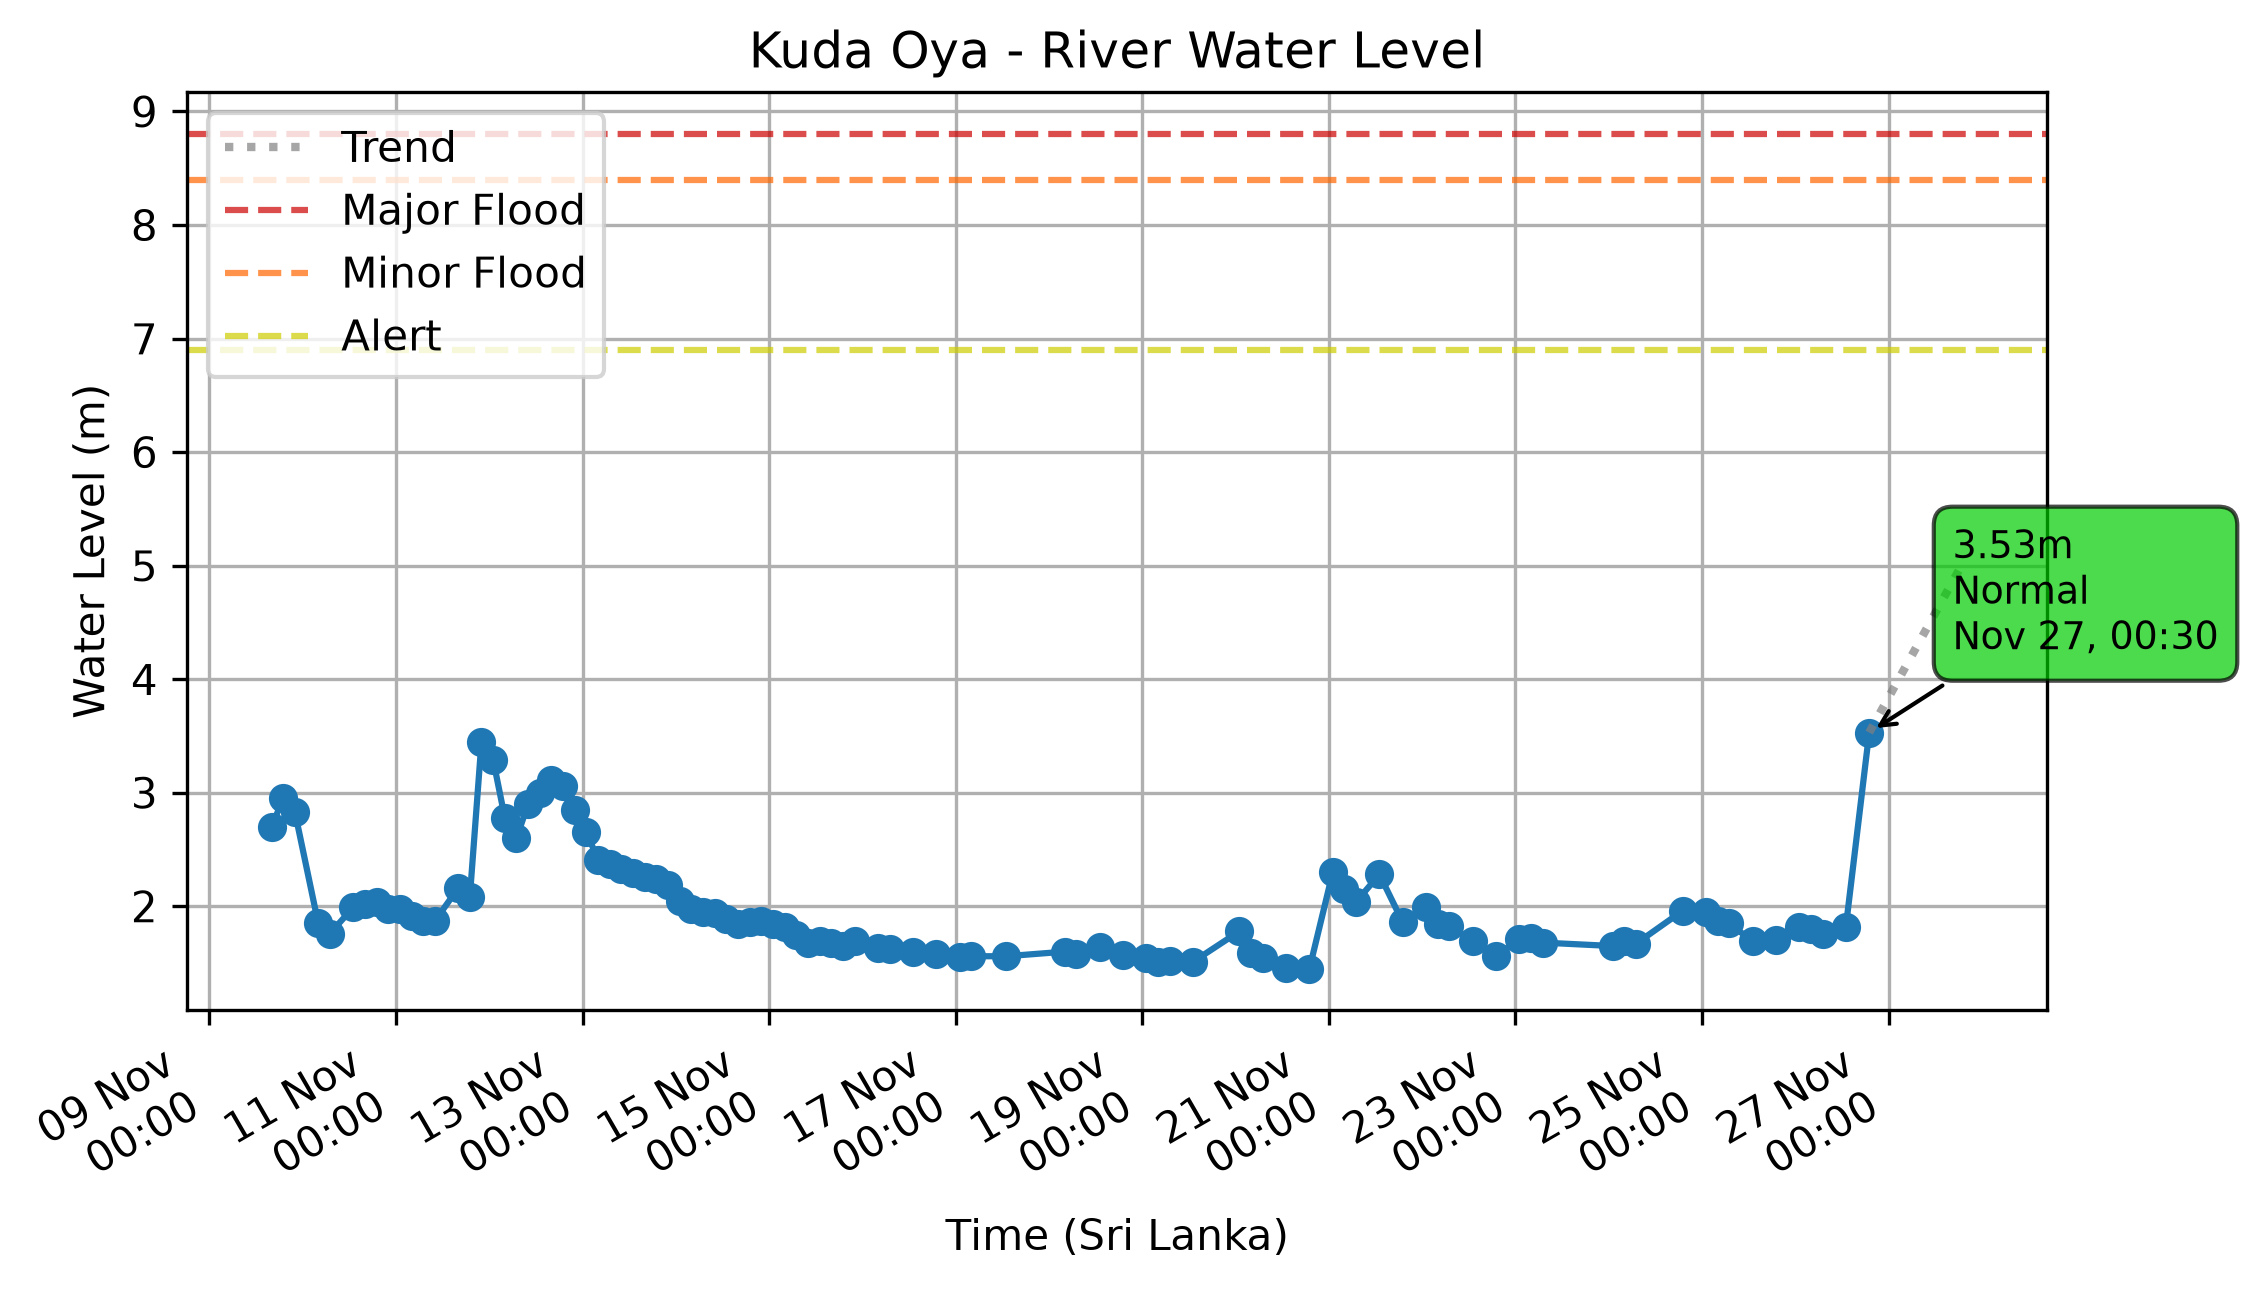 Kuda Oya - River Water Level
9
8
7
6
5
4
3
2
Water Level (m)
Trend
Major Flood
Minor Flood
Alert
3.53m
Normal
Nov 27, 00:30
09 Nov
00:00
11 Nov
00:00
13 Nov
00:00
15 Nov
00:00
17 Nov
00:00
19 Nov
00:00
21 Nov
00:00
23 Nov
00:00
25 Nov
00:00
27 Nov
00:00
Time (Sri Lanka)